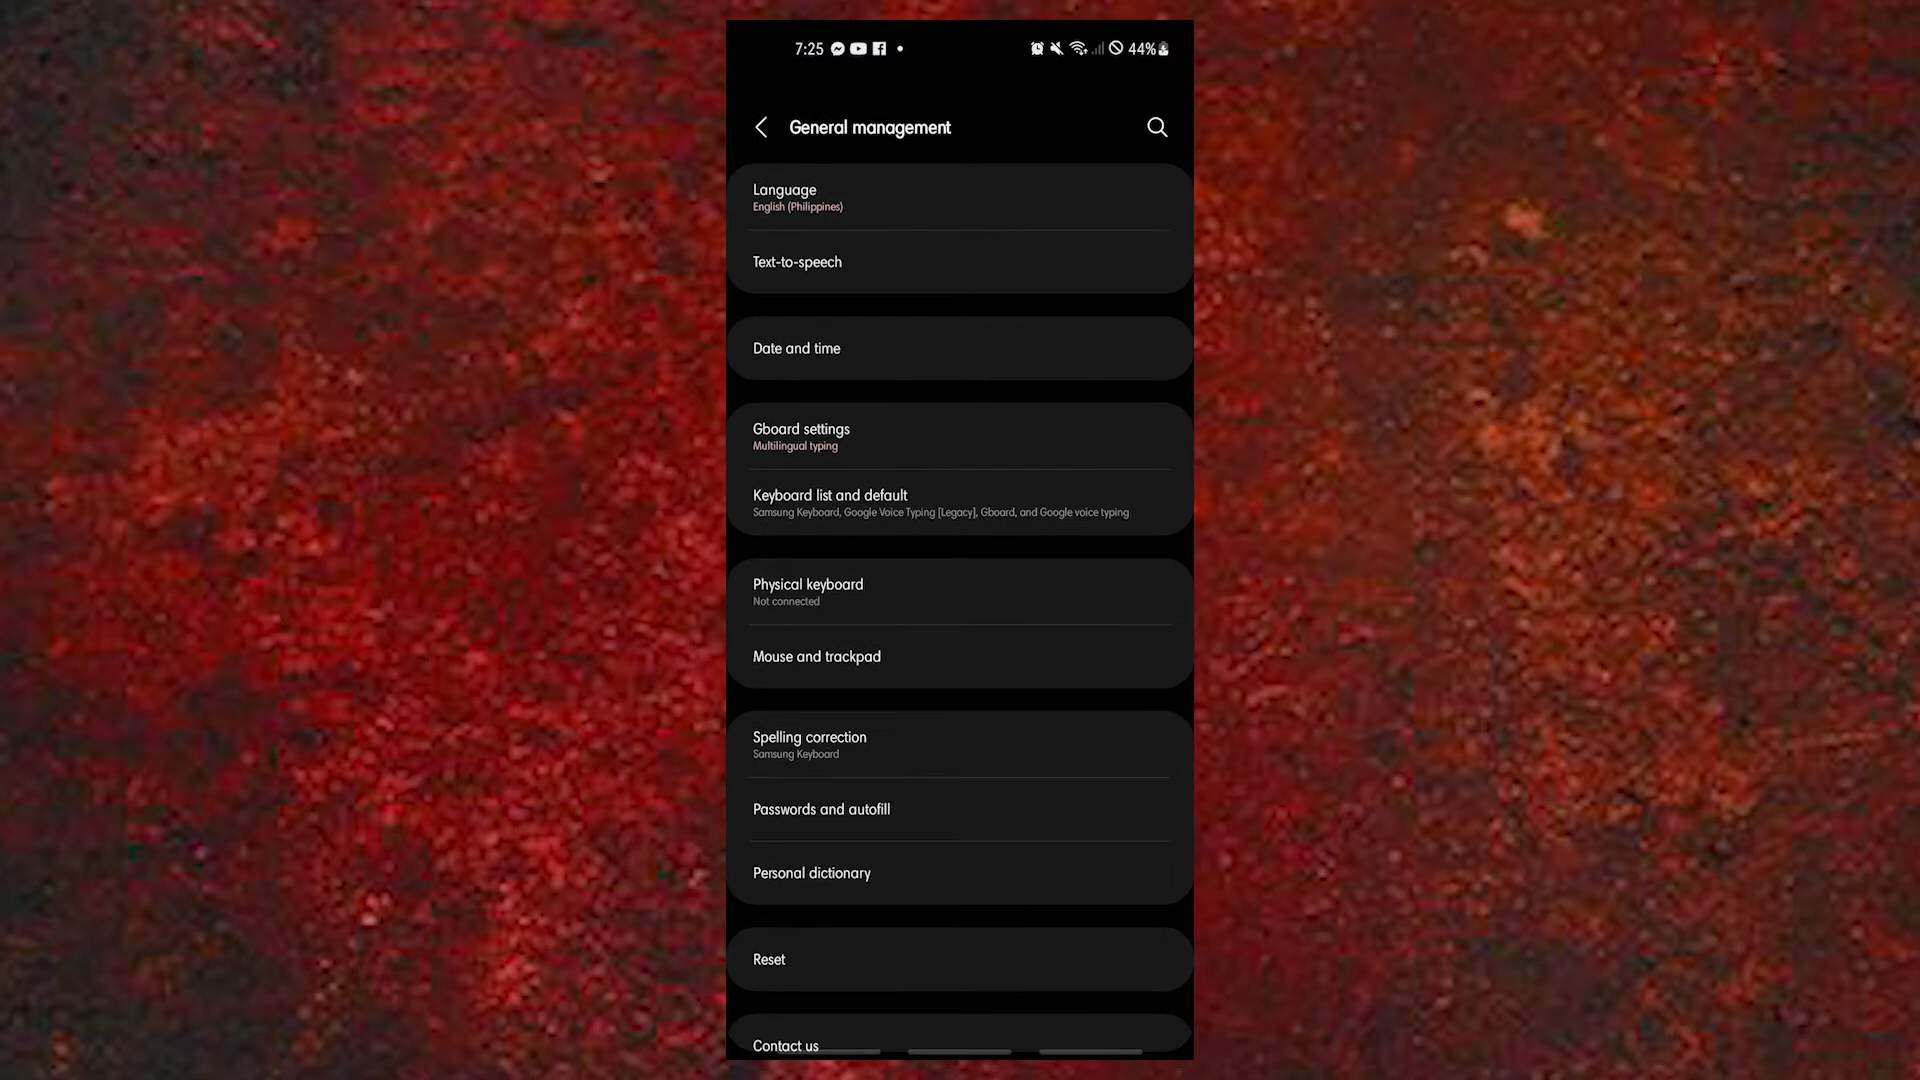 7:25
44%
General management
Language
English (Philippines)
Text-to-speech
Date and time
Gboard settings
Multilingual typing
Keyboard list and default
Samsung Keyboard, Google Voice Typing [Legacy], Gboard, and Google voice typing
Physical keyboard
Not connected
Mouse and trackpad
Spelling correction
Samsung Keyboard
Passwords and autofill
Personal dictionary
Reset
Contact us